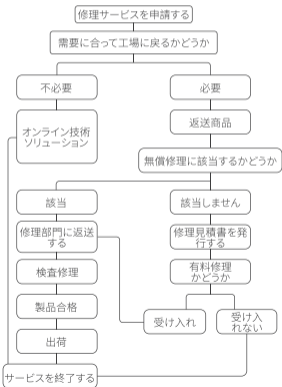 修理サービスを申請する
需要に合って工場に戻るかどうか
不必要
必要
オンライン技術
ソリューション
返送商品
無償修理に該当するかどうか
該当
該当しません
修理部門に返送
する
修理見積書を発
行する
検査修理
有料修理
かどうか
製品合格
受け入れ
受け入
れない
出荷
サービスを終了する